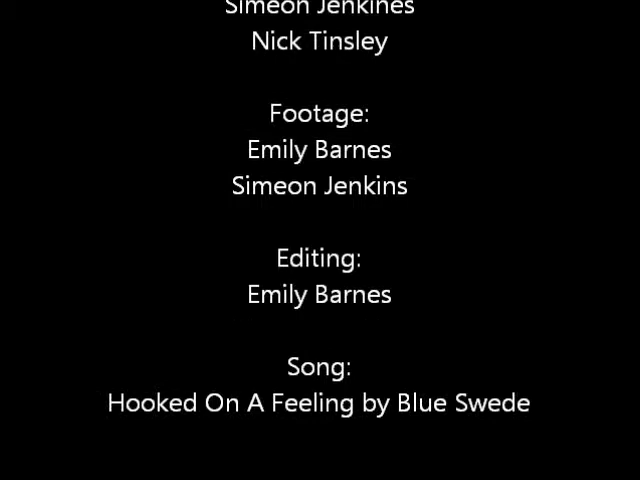 Simeon Jenkines
Nick Tinsley
Footage:
Emily Barnes
Simeon Jenkins
Editing:
Emily Barnes
Song:
Hooked On A Feeling by Blue Swede